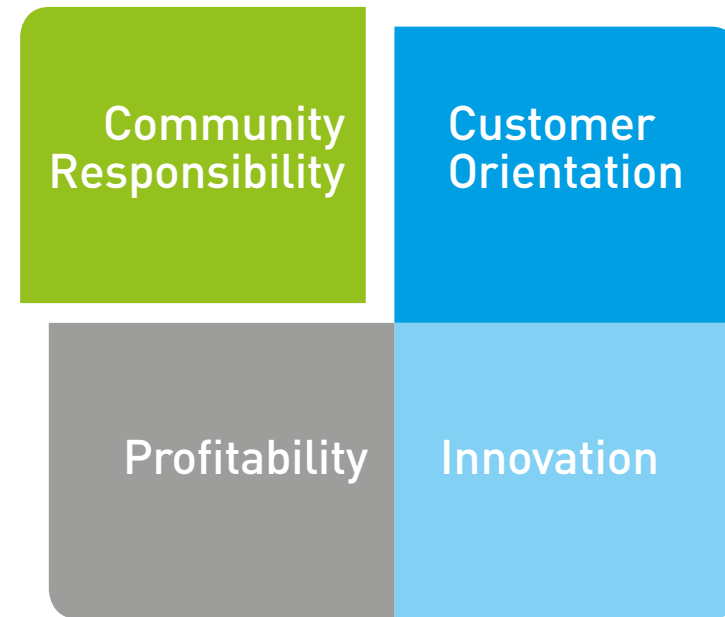 Community
Responsibility
Customer
Orientation
Profitability
Innovation